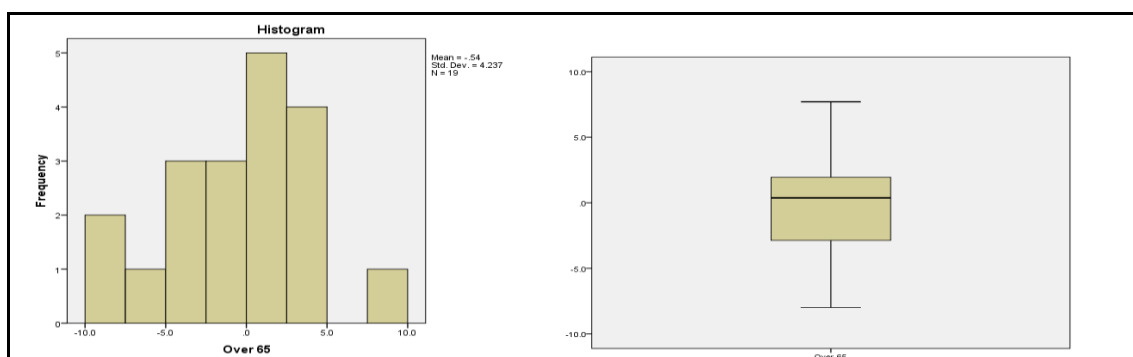 Histogram
Mean = -.54
Std. Dev. = 4.237
N = 19
Frequency
5
4
3
2
1
0
-10.0
-5.0
.0
5.0
10.0
Over 65
10.0
5.0
.0
-5.0
-10.0
Over 65